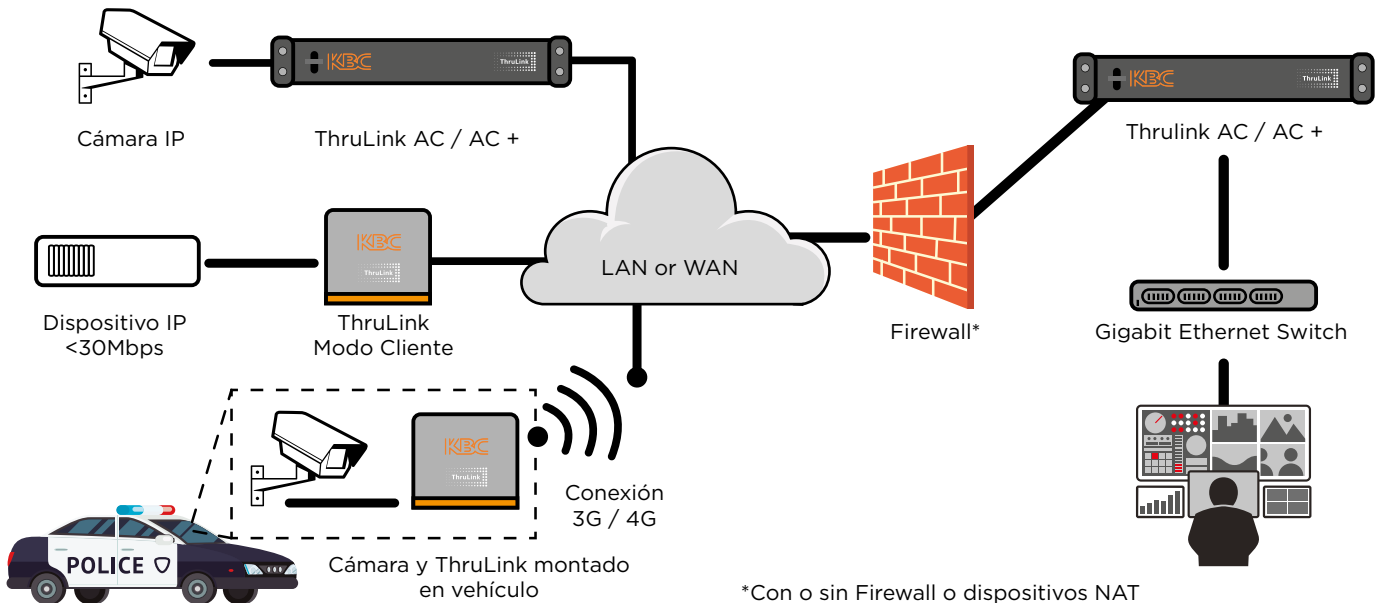 KBC
ThruLink
Cámara IP
ThruLink AC / AC +
KBC
ThruLink
Thrulink AC / AC +
KBC
ThruLink
Dispositivo IP
<30Mbps
ThruLink
Modo Cliente
LAN or WAN
Firewall*
Gigabit Ethernet Switch
KBC
ThruLink
Conexión
3G / 4G
POLICE
Cámara y ThruLink montado
en vehículo
*Con o sin Firewall o dispositivos NAT